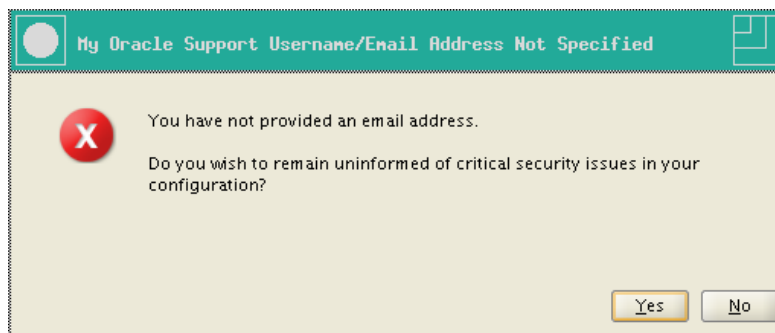 My Oracle Support Username/Email Address Not Specified
You have not provided an email address.
Do you wish to remain uninformed of critical security issues in your
configuration?
Yes No